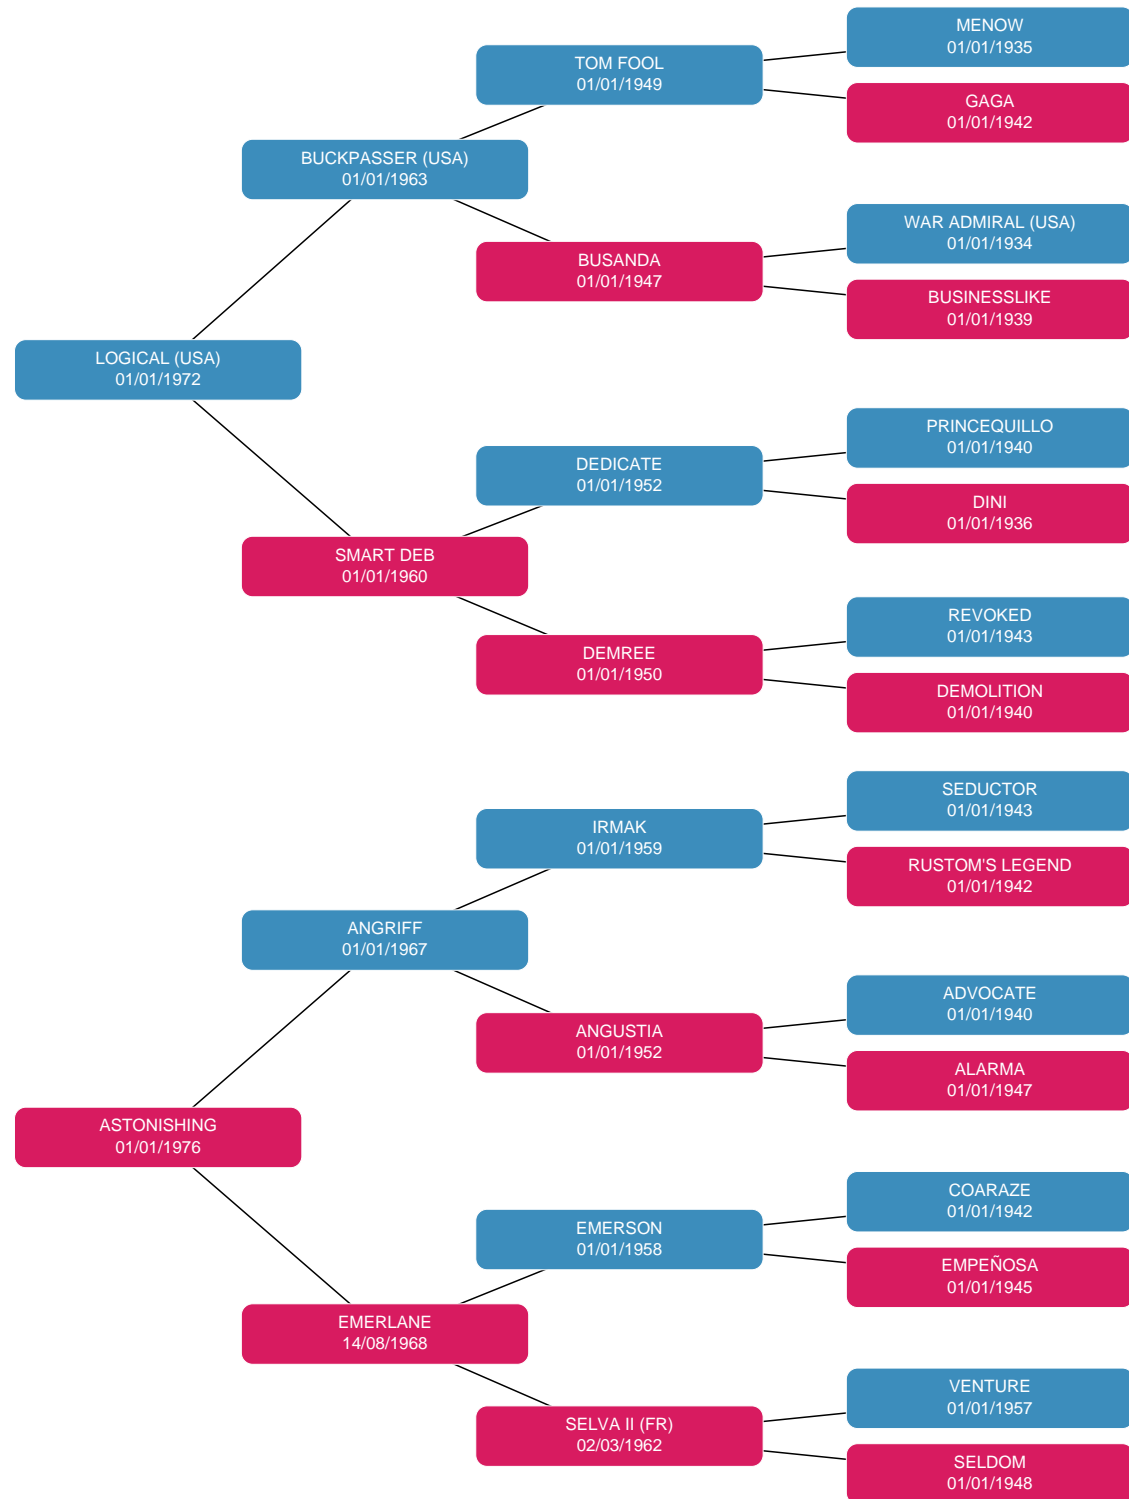 MENOW
01/01/1935
TOM FOOL
01/01/1949
GAGA
01/01/1942
BUCKPASSER (USA)
01/01/1963
WAR ADMIRAL (USA)
01/01/1934
BUSANDA
01/01/1947
BUSINESSLIKE
01/01/1939
LOGICAL (USA)
01/01/1972
PRINCEQUILLO
01/01/1940
DEDICATE
01/01/1952
DINI
01/01/1936
SMART DEB
01/01/1960
REVOKED
01/01/1943
DEMREE
01/01/1950
DEMOLITION
01/01/1940
SEDUCTOR
01/01/1943
IRMAK
01/01/1959
RUSTOM'S LEGEND
01/01/1942
ANGRIFF
01/01/1967
ADVOCATE
01/01/1940
ANGUSTIA
01/01/1952
ALARMA
01/01/1947
ASTONISHING
01/01/1976
COARAZE
01/01/1942
EMERSON
01/01/1958
EMPEÑOSA
01/01/1945
EMERLANE
14/08/1968
VENTURE
01/01/1957
SELVA II (FR)
02/03/1962
SELDOM
01/01/1948